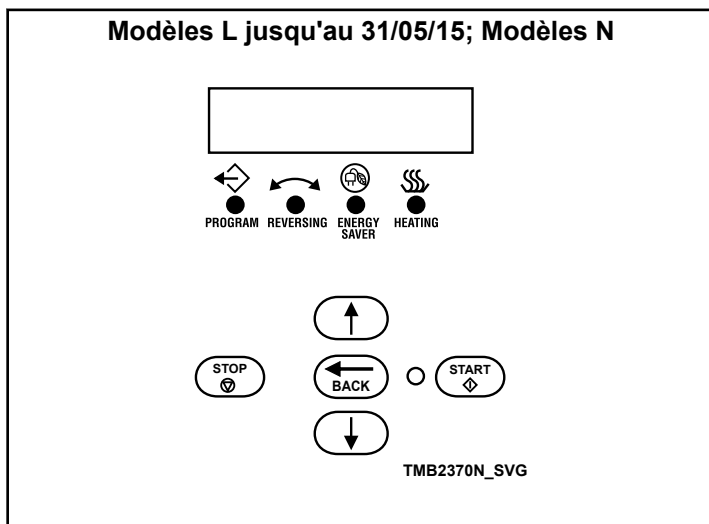 Modèles L jusqu'au 31/05/15; Modèles N
PROGRAM REVERSING ENERGY SAVER HEATING
STOP
BACK
START
TMB2370N_SVG